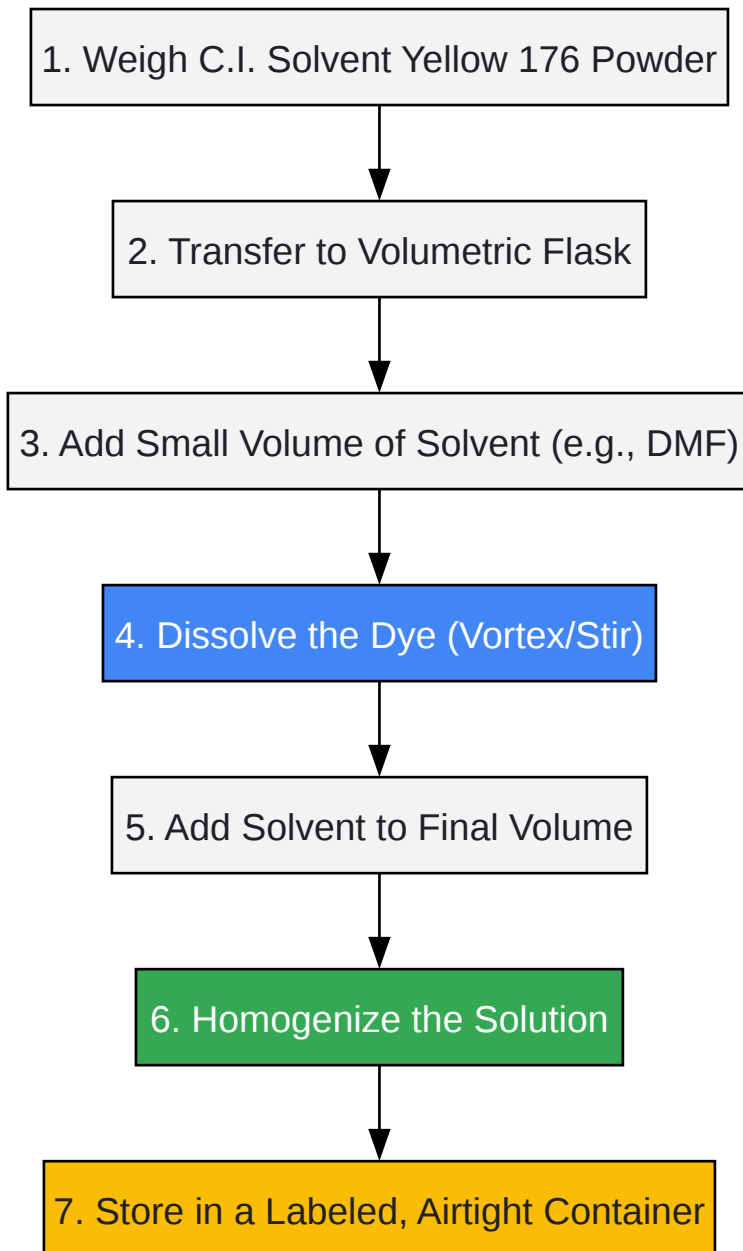 1. Weigh C.I. Solvent Yellow 176 Powder
2. Transfer to Volumetric Flask
3. Add Small Volume of Solvent (e.g., DMF)
4. Dissolve the Dye (Vortex/Stir)
5. Add Solvent to Final Volume
6. Homogenize the Solution
7. Store in a Labeled, Airtight Container